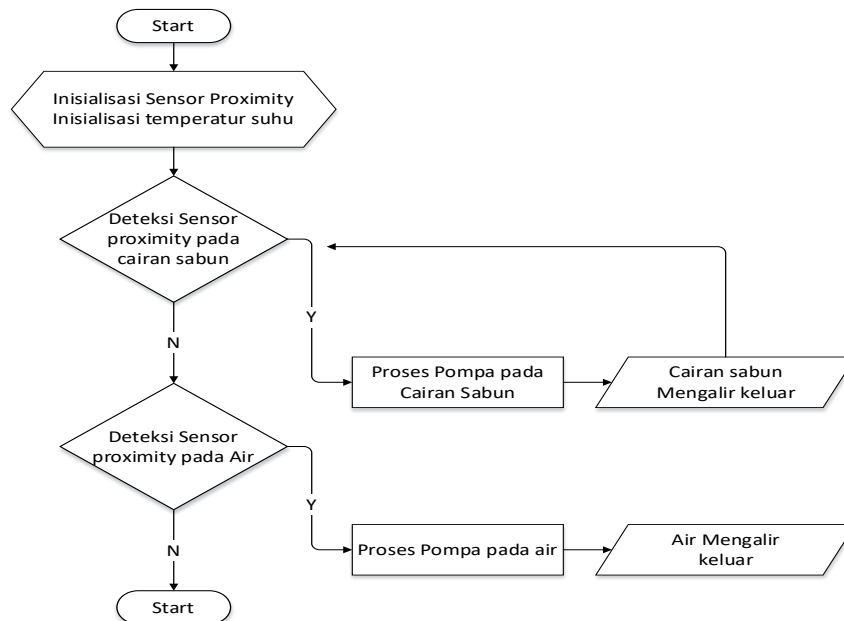 Start
Inisialisasi Sensor Proximity
Inisialisasi temperatur suhu
Deteksi Sensor
proximity pada
cairan sabun
Y
N
Proses Pompa pada
Cairan Sabun
Cairan sabun
Mengalir keluar
Deteksi Sensor
proximity pada Air
Y
N
Proses Pompa pada air
Air Mengalir
keluar
Start